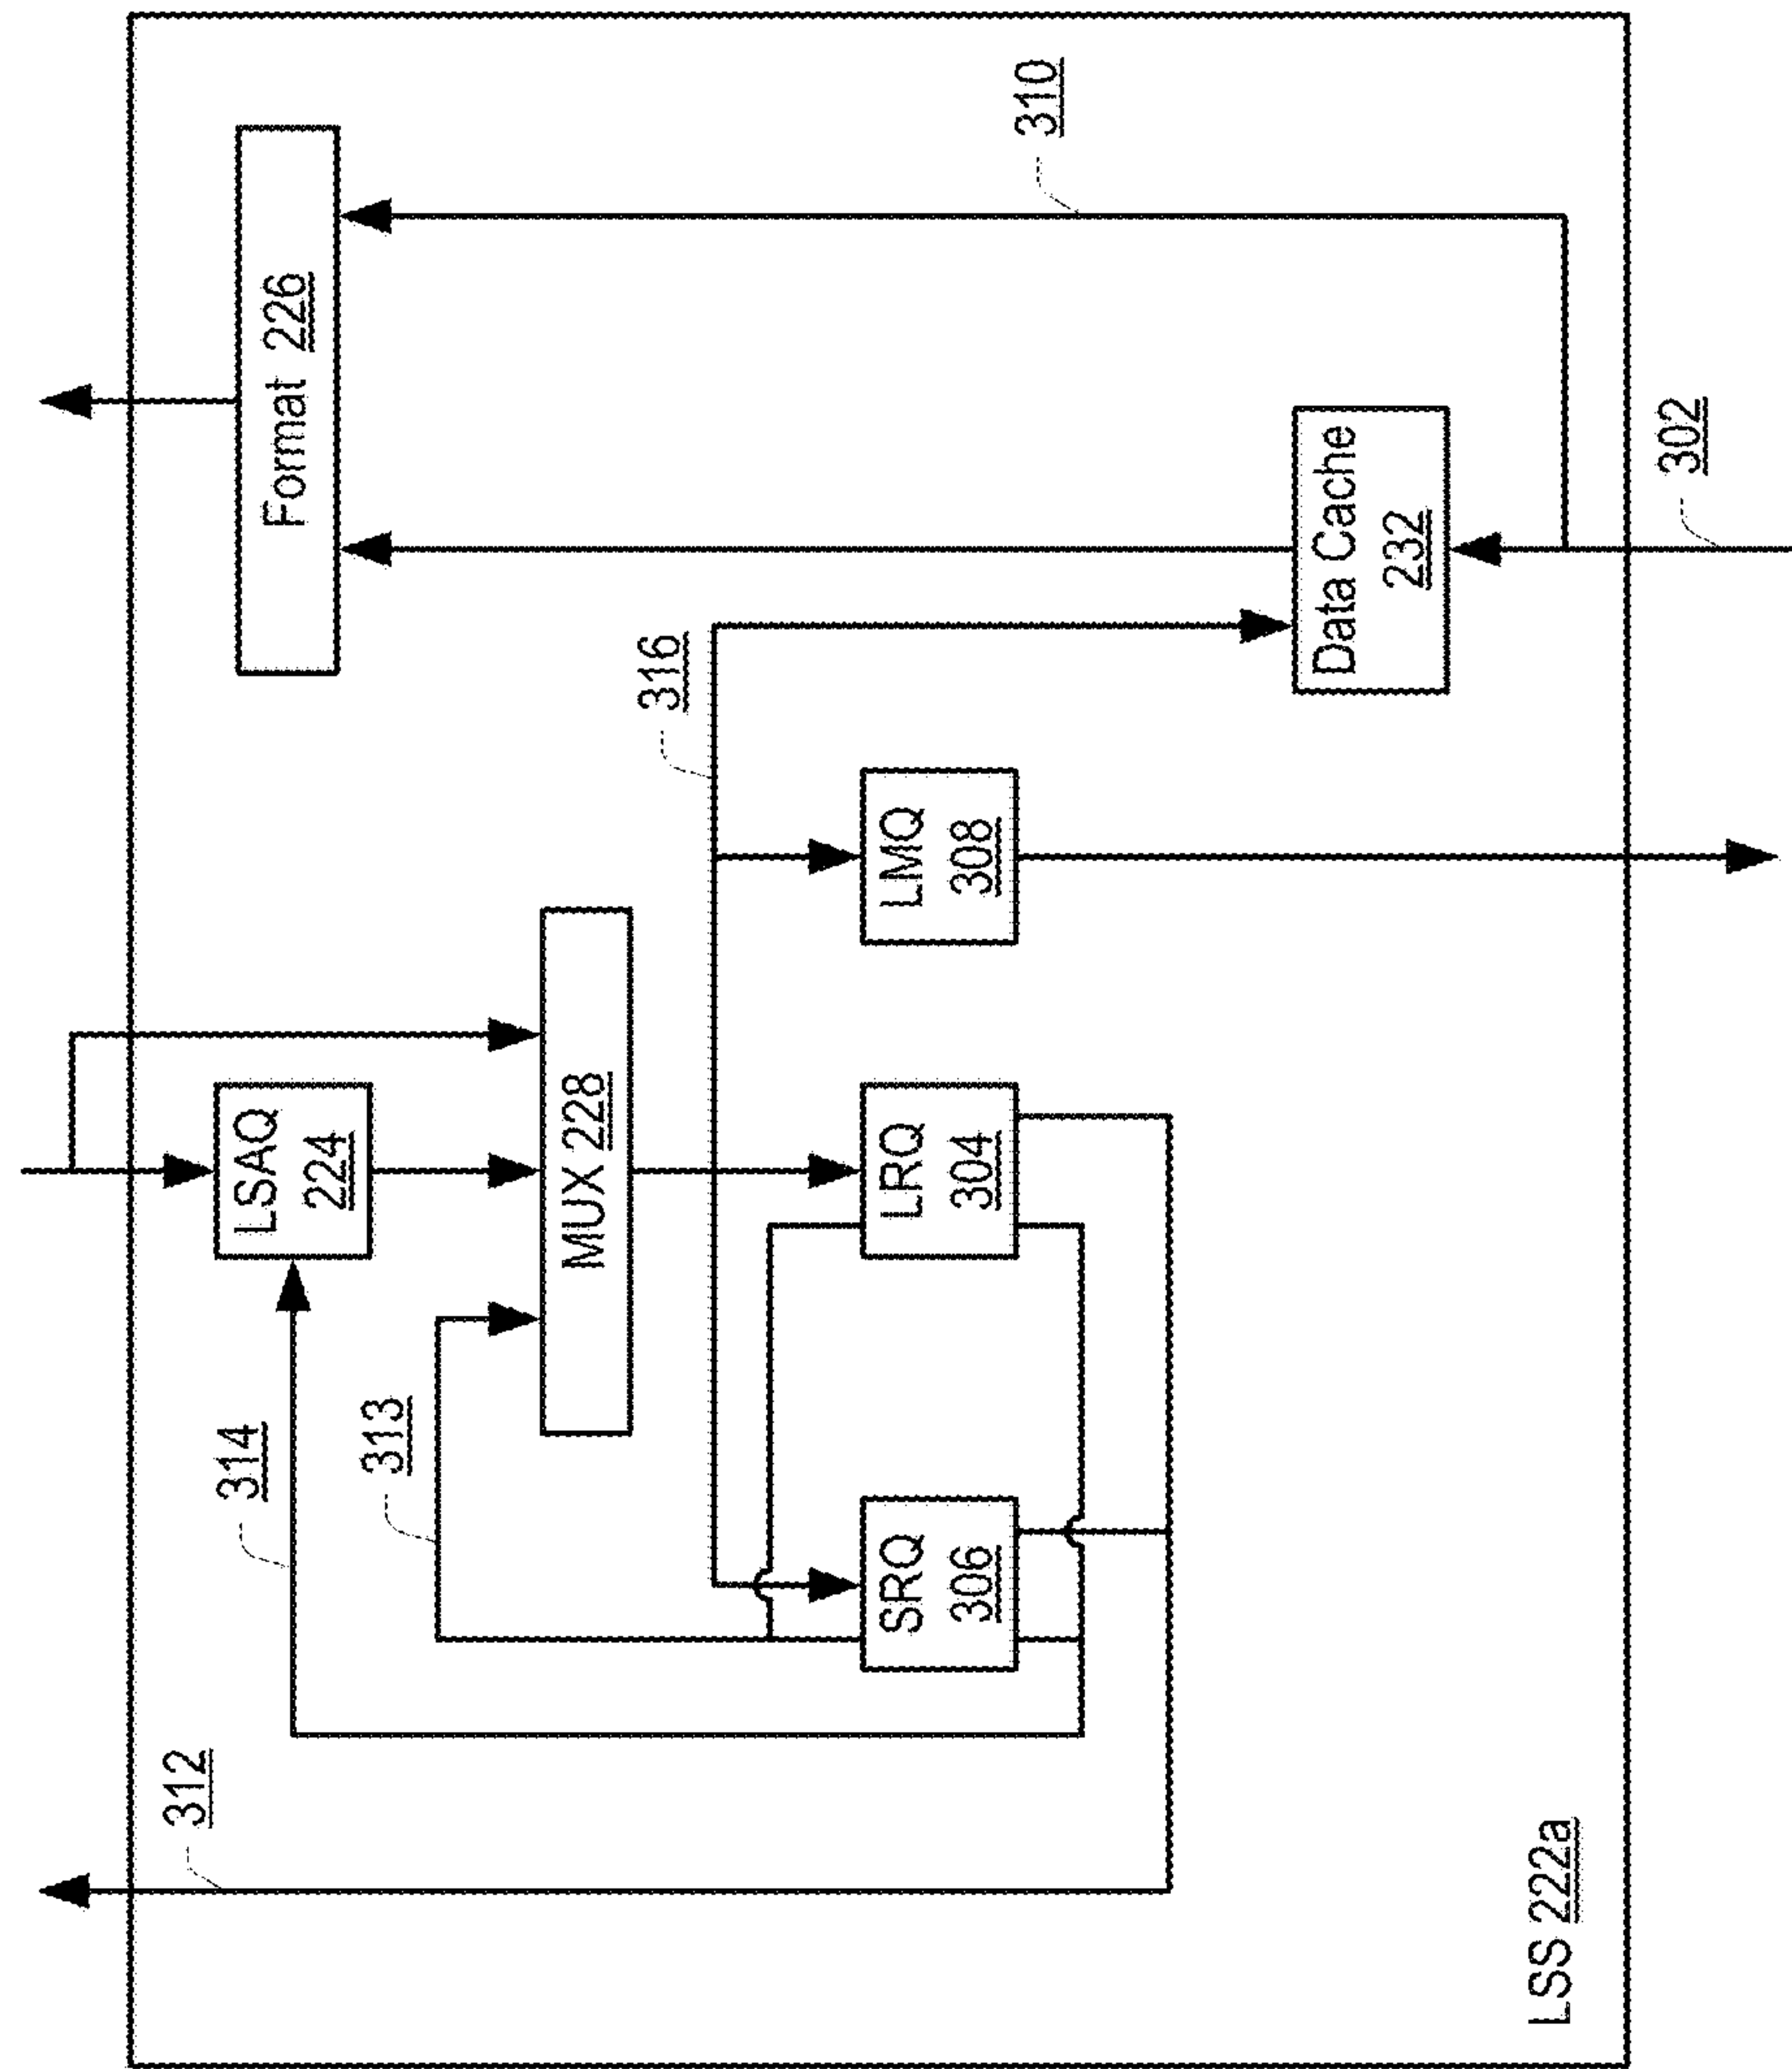 312
314
313
LSAQ
224
MUX 228
316
Format 226
310
SRQ
306
LRQ
304
LMQ
308
Data Cache
232
302
LSS 222a